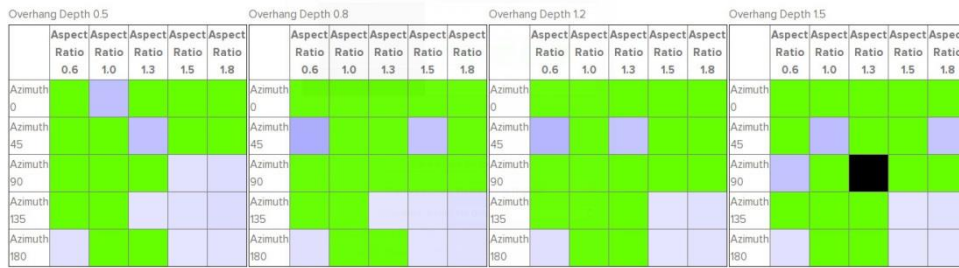 Overhang Depth 0.5
Aspect Aspect Aspect Aspect Aspect
Ratio Ratio Ratio Ratio Ratio
0.6 1.0 1.3 1.5 1.8
Azimuth
0
Azimuth
45
Azimuth
90
Azimuth
135
Azimuth
180
Overhang Depth 0.8
Aspect Aspect Aspect Aspect Aspect
Ratio Ratio Ratio Ratio Ratio
0.6 1.0 1.3 1.5 1.8
Azimuth
0
Azimuth
45
Azimuth
90
Azimuth
135
Azimuth
180
Overhang Depth 1.2
Aspect Aspect Aspect Aspect Aspect
Ratio Ratio Ratio Ratio Ratio
0.6 1.0 1.3 1.5 1.8
Azimuth
0
Azimuth
45
Azimuth
90
Azimuth
135
Azimuth
180
Overhang Depth 1.5
Aspect Aspect Aspect Aspect Aspect
Ratio Ratio Ratio Ratio Ratio
0.6 1.0 1.3 1.5 1.8
Azimuth
0
Azimuth
45
Azimuth
90
Azimuth
135
Azimuth
180